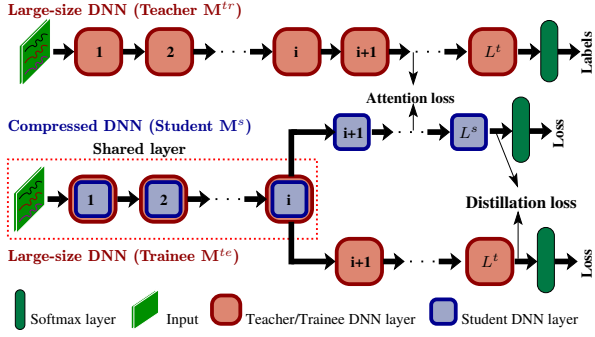 Large-size DNN (Teacher M^{tr})
1 2 · · · i i+1 · · · L^t Labels
Attention loss
Compressed DNN (Student M^s)
i+1 · · · L^s Loss
Shared layer
1 2 · · · i
Distillation loss
Large-size DNN (Trainee M^{te})
i+1 · · · L^t Loss
Softmax layer Input Teacher/Trainee DNN layer Student DNN layer